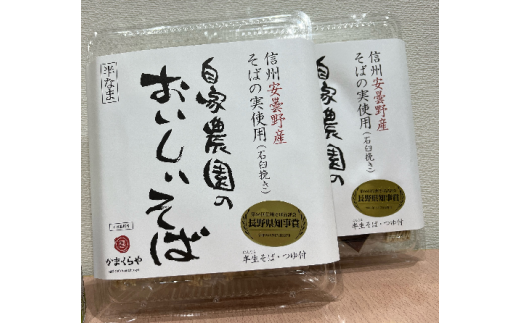 信州安曇野産
そばの実使用(石臼挽き)
自家農園の
おいしいそば
半なま
長野県知事賞
半生そば・つゆ付
かまくらや
信州安曇野産
そばの実使用(石臼挽き)
自家農園の
長野県知事賞
半生そば・つゆ付